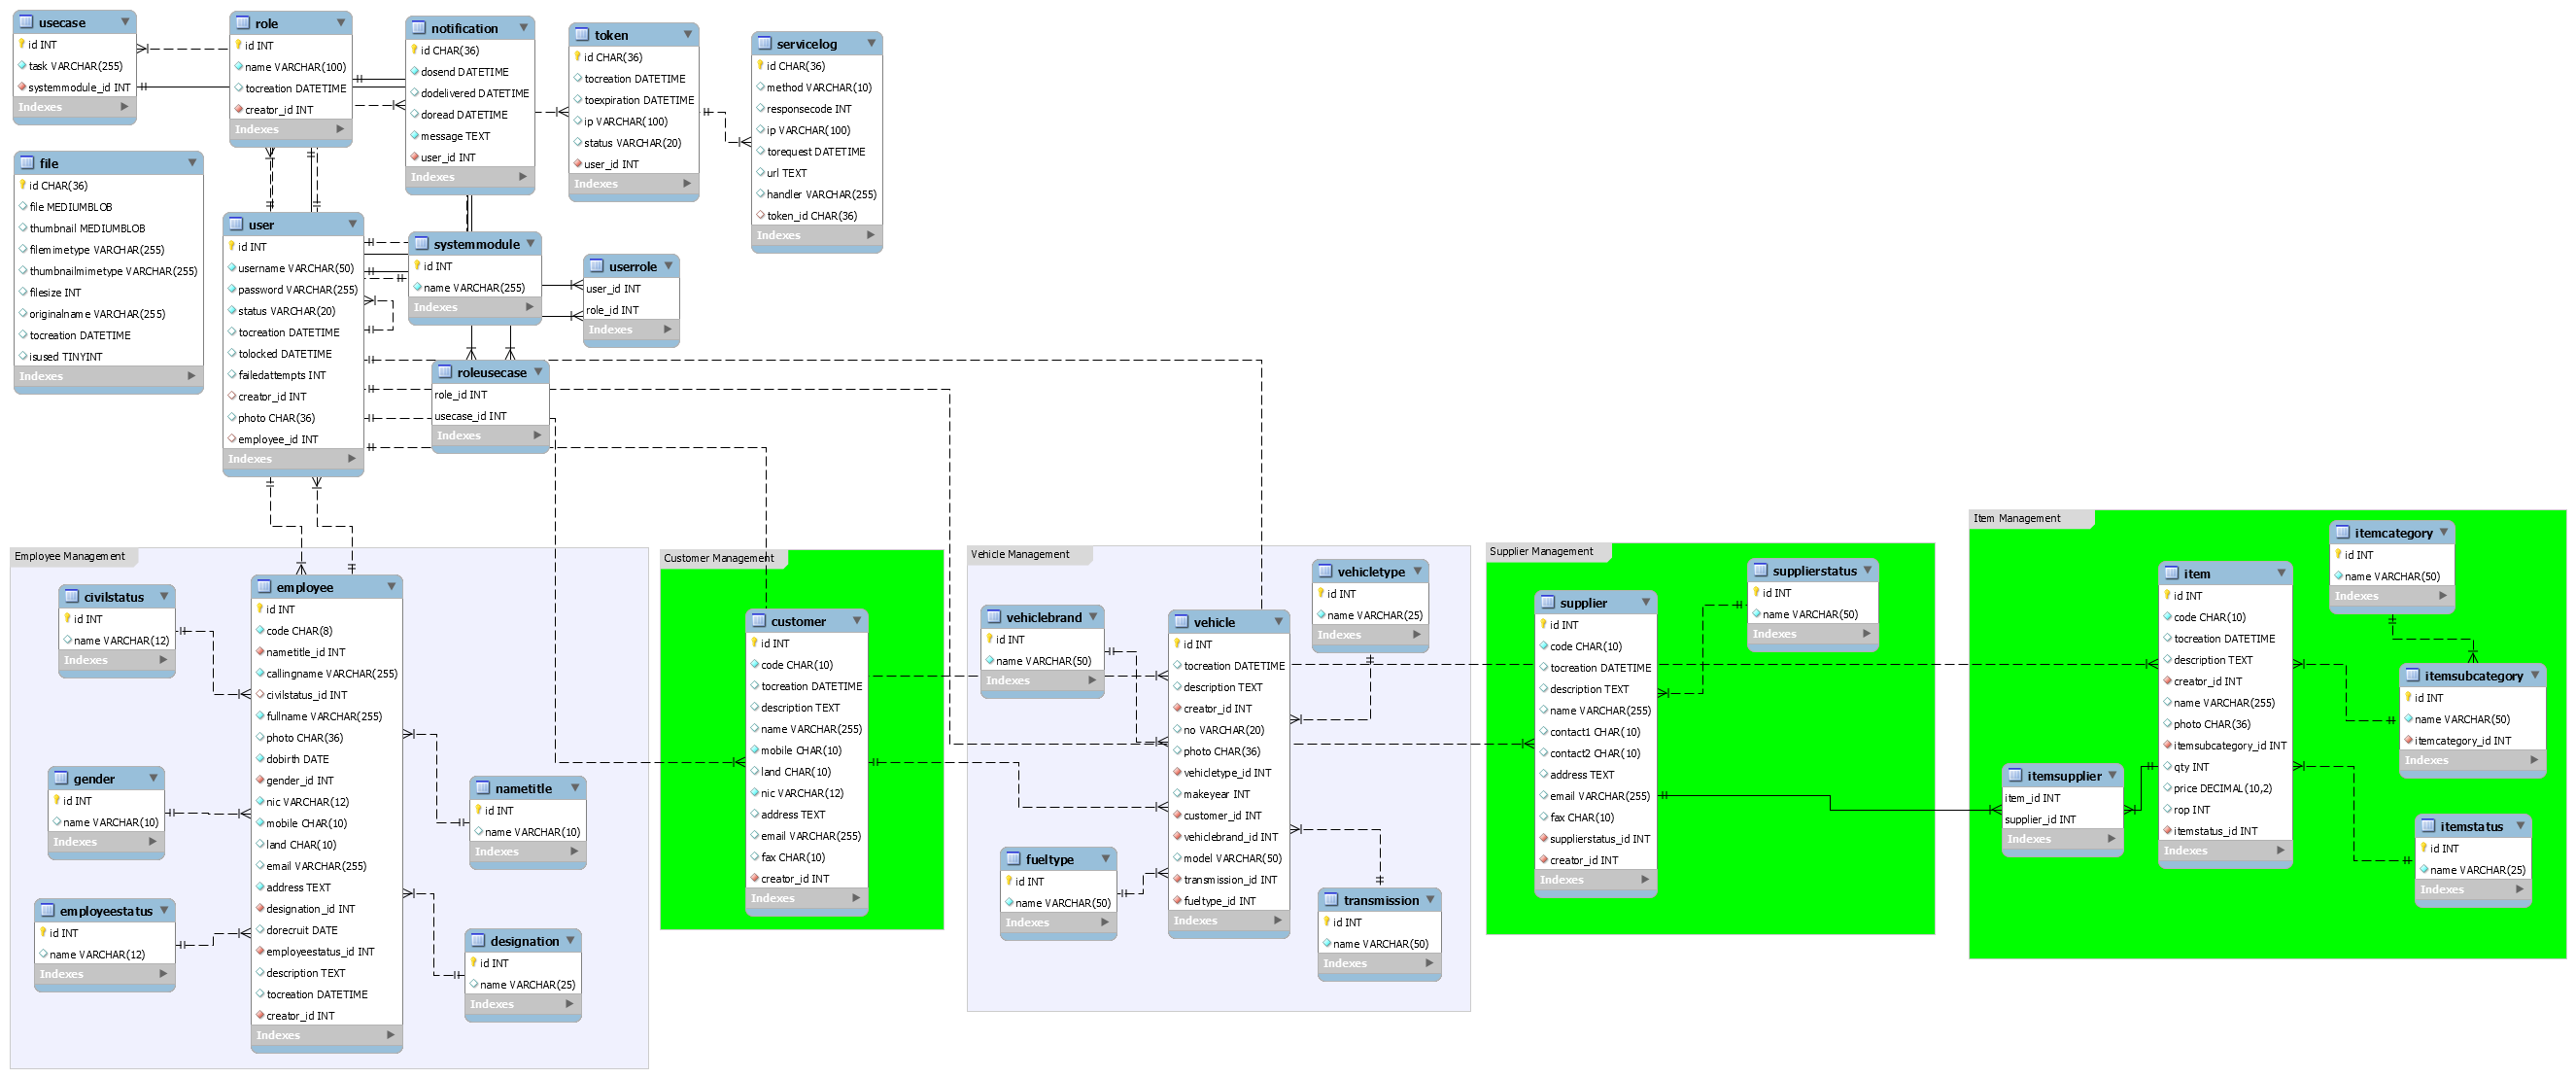 usecase
id INT
task VARCHAR(255)
systemmodule_id INT
Indexes
role
id INT
name VARCHAR(100)
tocreation DATETIME
creator_id INT
Indexes
notification
id CHAR(36)
dosend DATETIME
dodelivered DATETIME
doread DATETIME
message TEXT
user_id INT
Indexes
token
id CHAR(36)
tocreation DATETIME
toexpiration DATETIME
ip VARCHAR(100)
status VARCHAR(20)
user_id INT
Indexes
servicelog
id CHAR(36)
method VARCHAR(10)
responsecode INT
ip VARCHAR(100)
torequest DATETIME
url TEXT
handler VARCHAR(255)
token_id CHAR(36)
Indexes
file
id CHAR(36)
file MEDIUMBLOB
thumbnail MEDIUMBLOB
filemimetype VARCHAR(255)
thumbnailmimetype VARCHAR(255)
filesize INT
originalname VARCHAR(255)
tocreation DATETIME
isused TINYINT
Indexes
user
id INT
username VARCHAR(50)
password VARCHAR(255)
status VARCHAR(20)
tocreation DATETIME
tolocked DATETIME
failedattempts INT
creator_id INT
photo CHAR(36)
employee_id INT
Indexes
systemmodule
id INT
name VARCHAR(255)
Indexes
userrole
user_id INT
role_id INT
Indexes
roleusecase
role_id INT
usecase_id INT
Indexes
Employee Management
civilstatus
id INT
name VARCHAR(12)
Indexes
gender
id INT
name VARCHAR(10)
Indexes
employeestatus
id INT
name VARCHAR(12)
Indexes
employee
id INT
code CHAR(8)
nametitle_id INT
callingname VARCHAR(255)
civilstatus_id INT
fullname VARCHAR(255)
photo CHAR(36)
dobirth DATE
gender_id INT
nic VARCHAR(12)
mobile CHAR(10)
land CHAR(10)
email VARCHAR(255)
address TEXT
designation_id INT
dorecruit DATE
employeestatus_id INT
description TEXT
tocreation DATETIME
creator_id INT
Indexes
nametitle
id INT
name VARCHAR(10)
Indexes
designation
id INT
name VARCHAR(25)
Indexes
Customer Management
customer
id INT
code CHAR(10)
tocreation DATETIME
description TEXT
name VARCHAR(255)
mobile CHAR(10)
land CHAR(10)
nic VARCHAR(12)
address TEXT
email VARCHAR(255)
fax CHAR(10)
creator_id INT
Indexes
Vehicle Management
vehiclebrand
id INT
name VARCHAR(50)
Indexes
fueltype
id INT
name VARCHAR(50)
Indexes
vehicle
id INT
tocreation DATETIME
description TEXT
creator_id INT
no VARCHAR(20)
photo CHAR(36)
vehicletype_id INT
makeyear INT
customer_id INT
vehiclebrand_id INT
model VARCHAR(50)
transmission_id INT
fueltype_id INT
Indexes
vehicletype
id INT
name VARCHAR(25)
Indexes
transmission
id INT
name VARCHAR(50)
Indexes
Supplier Management
supplier
id INT
code CHAR(10)
tocreation DATETIME
description TEXT
name VARCHAR(255)
contact1 CHAR(10)
contact2 CHAR(10)
address TEXT
email VARCHAR(255)
fax CHAR(10)
supplierstatus_id INT
creator_id INT
Indexes
supplierstatus
id INT
name VARCHAR(50)
Indexes
Item Management
itemsupplier
item_id INT
supplier_id INT
Indexes
item
id INT
code CHAR(10)
tocreation DATETIME
description TEXT
creator_id INT
name VARCHAR(255)
photo CHAR(36)
itemsubcategory_id INT
qty INT
price DECIMAL(10,2)
rop INT
itemstatus_id INT
Indexes
itemcategory
id INT
name VARCHAR(50)
Indexes
itemsubcategory
id INT
name VARCHAR(50)
itemcategory_id INT
Indexes
itemstatus
id INT
name VARCHAR(25)
Indexes